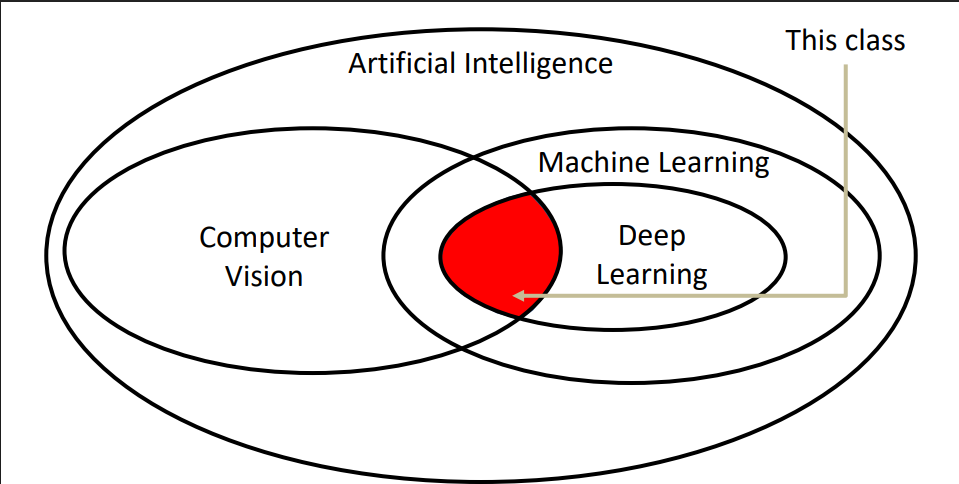 This class
Artificial Intelligence
Machine Learning
Computer
Vision
Deep
Learning